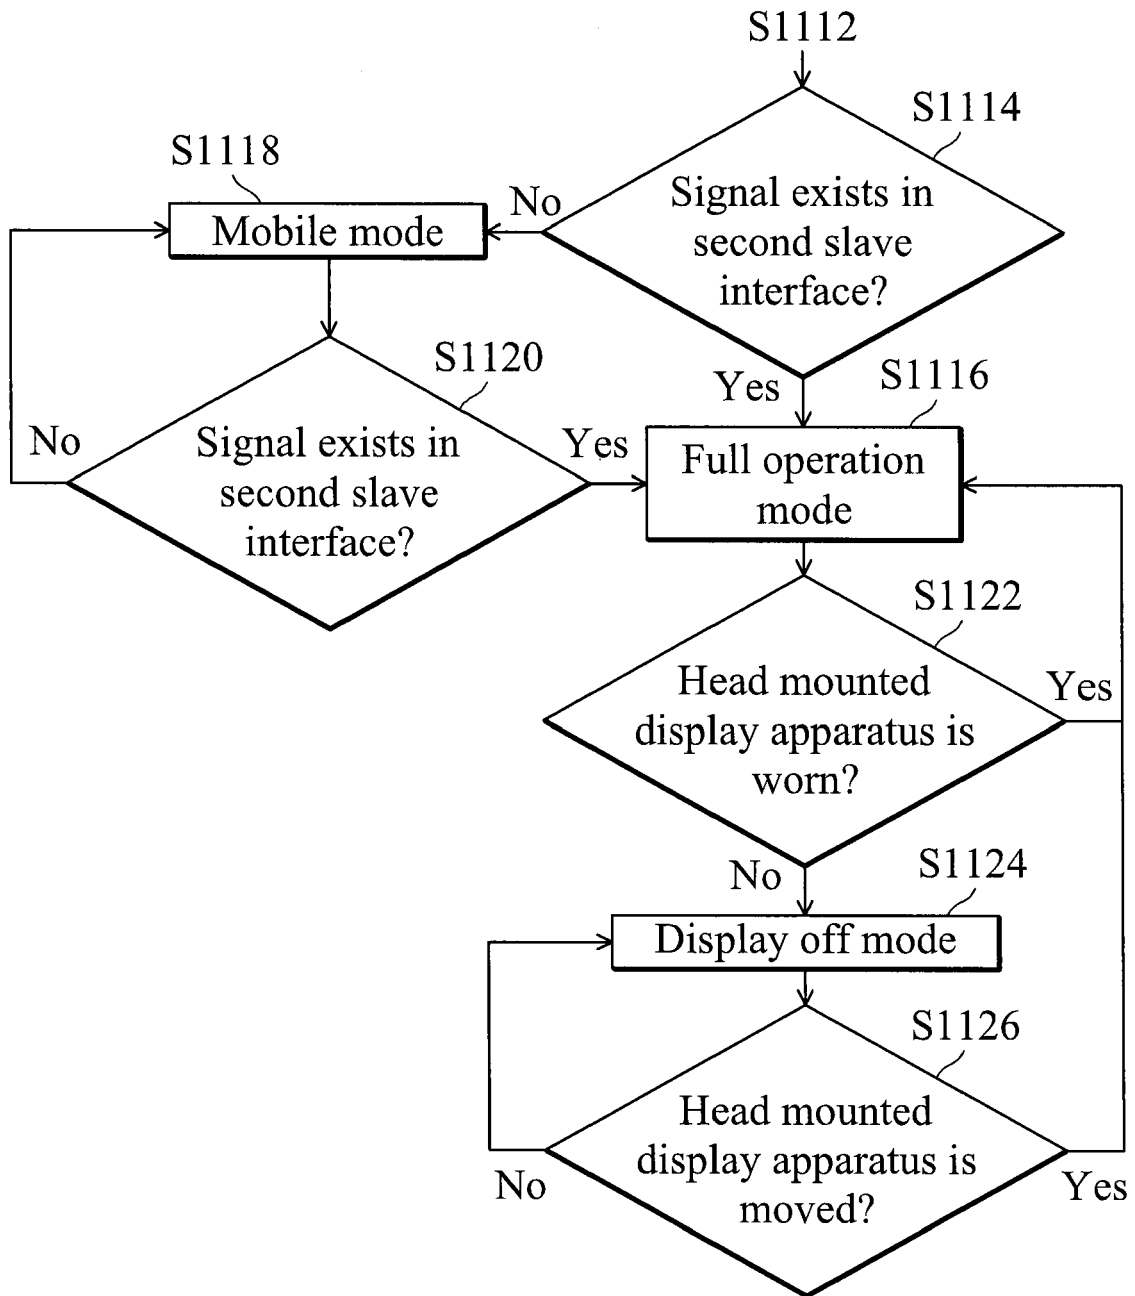 S1112
S1114
Signal exists in
second slave
interface?
No
S1118
Mobile mode
Yes
S1116
Full operation
mode
S1120
Signal exists in
second slave
interface?
No
Yes
S1122
Head mounted
display apparatus is
worn?
Yes
No
S1124
Display off mode
S1126
Head mounted
display apparatus is
moved?
No
Yes